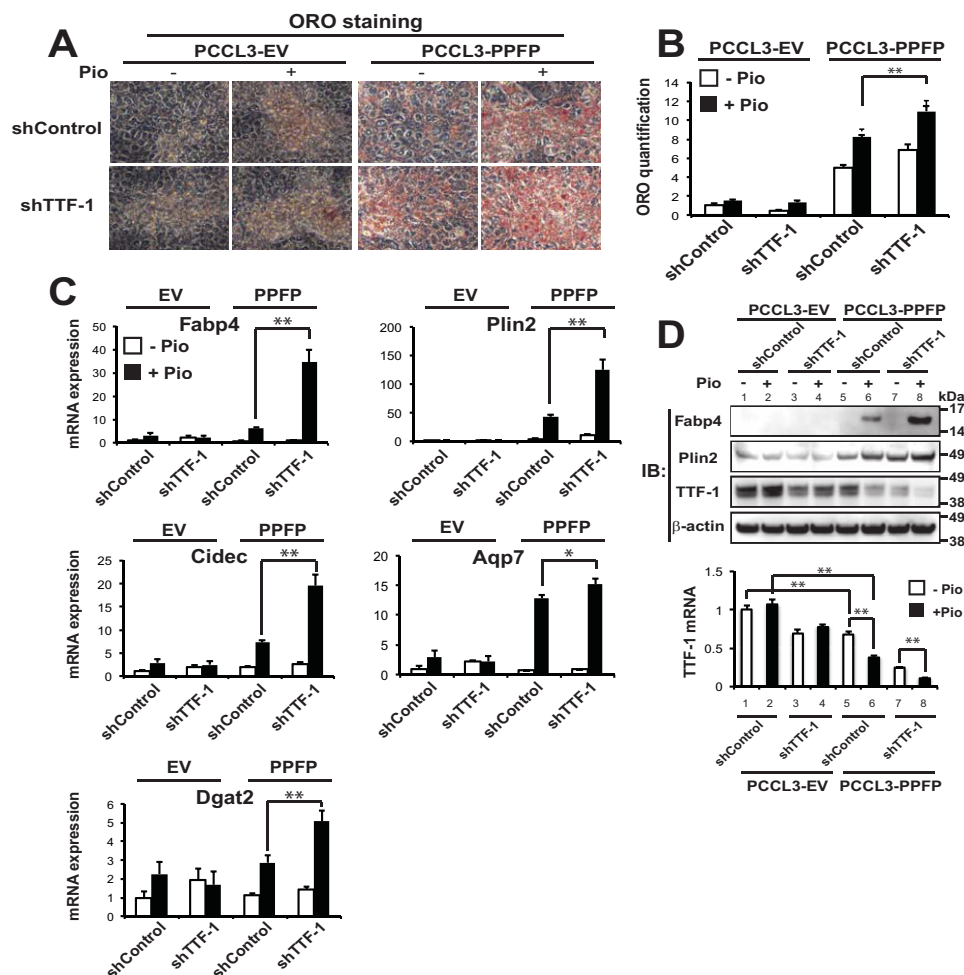 A
ORO staining
PCCL3-EV PCCL3-PPFP
Pio - + - +
shControl
shTTF-1
B
PCCL3-EV PCCL3-PPFP
ORO quantification
14
12
10
8
6
4
2
0
- Pio
+ Pio
**
shControl shTTF-1 shControl shTTF-1
C
EV PPFP
Fabp4
mRNA expression
50
40
30
20
10
0
- Pio
+ Pio
**
shControl shTTF-1 shControl shTTF-1
EV PPFP
Plin2
200
150
100
50
0
**
shControl shTTF-1 shControl shTTF-1
EV PPFP
Cidec
mRNA expression
25
20
15
10
5
0
**
shControl shTTF-1 shControl shTTF-1
EV PPFP
Aqp7
20
15
10
5
0
*
shControl shTTF-1 shControl shTTF-1
EV PPFP
Dgat2
mRNA expression
6
5
4
3
2
1
0
**
shControl shTTF-1 shControl shTTF-1
D
PCCL3-EV PCCL3-PPFP
shControl shTTF-1 shControl shTTF-1
Pio - + - + - + - +
1 2 3 4 5 6 7 8 kDa
IB:
Fabp4 17
14
Plin2 49
TTF-1 49
38
β-actin 49
38
TTF-1 mRNA
1.5
1
0.5
0
- Pio
+Pio
** ** ** **
1 2 3 4 5 6 7 8
shControl shTTF-1 shControl shTTF-1
PCCL3-EV PCCL3-PPFP